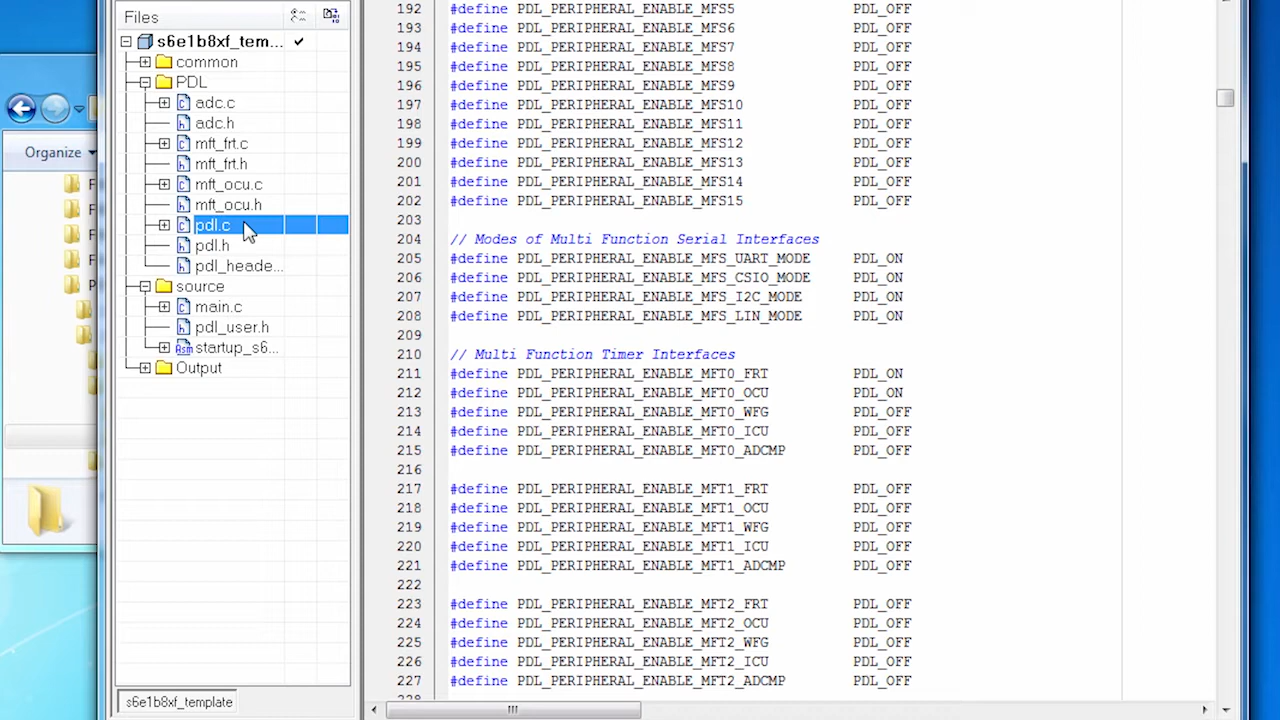 Organize
F
F
F
F
P
Files
s6e1b8xf_tem...
common
PDL
adc.c
adc.h
mft_frt.c
mft_frt.h
mft_ocu.c
mft_ocu.h
pdl.c
pdl.h
pdl_heade...
source
main.c
pdl_user.h
startup_s6...
Output
s6e1b8xf_template
192 #define PDL_PERIPHERAL_ENABLE_MFS5 PDL_OFF
193 #define PDL_PERIPHERAL_ENABLE_MFS6 PDL_OFF
194 #define PDL_PERIPHERAL_ENABLE_MFS7 PDL_OFF
195 #define PDL_PERIPHERAL_ENABLE_MFS8 PDL_OFF
196 #define PDL_PERIPHERAL_ENABLE_MFS9 PDL_OFF
197 #define PDL_PERIPHERAL_ENABLE_MFS10 PDL_OFF
198 #define PDL_PERIPHERAL_ENABLE_MFS11 PDL_OFF
199 #define PDL_PERIPHERAL_ENABLE_MFS12 PDL_OFF
200 #define PDL_PERIPHERAL_ENABLE_MFS13 PDL_OFF
201 #define PDL_PERIPHERAL_ENABLE_MFS14 PDL_OFF
202 #define PDL_PERIPHERAL_ENABLE_MFS15 PDL_OFF
203
204 // Modes of Multi Function Serial Interfaces
205 #define PDL_PERIPHERAL_ENABLE_MFS_UART_MODE PDL_ON
206 #define PDL_PERIPHERAL_ENABLE_MFS_CSIO_MODE PDL_ON
207 #define PDL_PERIPHERAL_ENABLE_MFS_I2C_MODE PDL_ON
208 #define PDL_PERIPHERAL_ENABLE_MFS_LIN_MODE PDL_ON
209
210 // Multi Function Timer Interfaces
211 #define PDL_PERIPHERAL_ENABLE_MFT0_FRT PDL_ON
212 #define PDL_PERIPHERAL_ENABLE_MFT0_OCU PDL_ON
213 #define PDL_PERIPHERAL_ENABLE_MFT0_WFG PDL_OFF
214 #define PDL_PERIPHERAL_ENABLE_MFT0_ICU PDL_OFF
215 #define PDL_PERIPHERAL_ENABLE_MFT0_ADCMP PDL_OFF
216
217 #define PDL_PERIPHERAL_ENABLE_MFT1_FRT PDL_OFF
218 #define PDL_PERIPHERAL_ENABLE_MFT1_OCU PDL_OFF
219 #define PDL_PERIPHERAL_ENABLE_MFT1_WFG PDL_OFF
220 #define PDL_PERIPHERAL_ENABLE_MFT1_ICU PDL_OFF
221 #define PDL_PERIPHERAL_ENABLE_MFT1_ADCMP PDL_OFF
222
223 #define PDL_PERIPHERAL_ENABLE_MFT2_FRT PDL_OFF
224 #define PDL_PERIPHERAL_ENABLE_MFT2_OCU PDL_OFF
225 #define PDL_PERIPHERAL_ENABLE_MFT2_WFG PDL_OFF
226 #define PDL_PERIPHERAL_ENABLE_MFT2_ICU PDL_OFF
227 #define PDL_PERIPHERAL_ENABLE_MFT2_ADCMP PDL_OFF